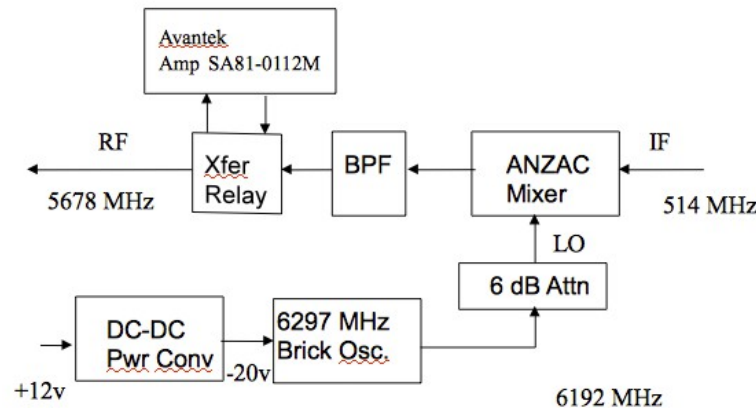 Avantek
Amp SA81-0112M
RF
Xfer
Relay
BPF
ANZAC
Mixer
IF
5678 MHz
514 MHz
LO
6 dB Attn
DC-DC
Pwr Conv
6297 MHz
Brick Osc.
+12v
-20v
6192 MHz